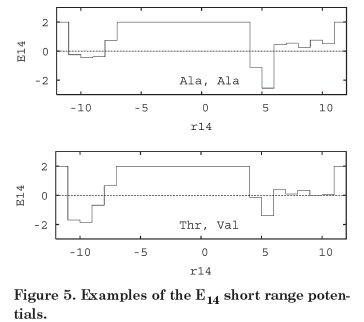 2
0
-2
E14
Ala, Ala
-10 -5 0 5 10
r14
2
0
-2
E14
Thr, Val
-10 -5 0 5 10
r14
Figure 5. Examples of the E14 short range poten-
tials.